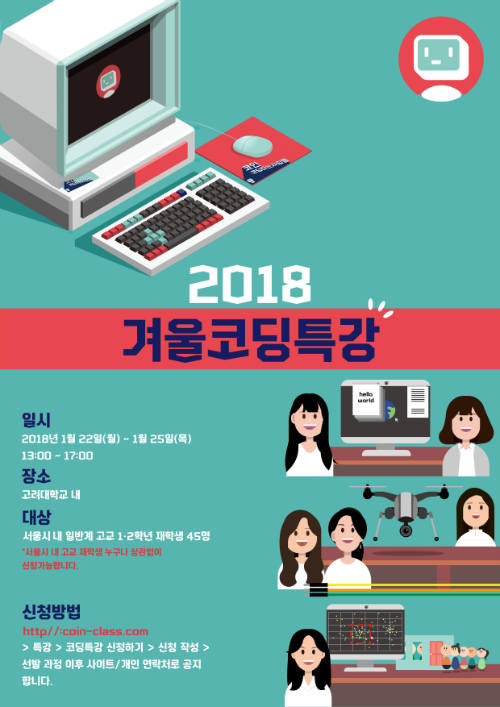 2018
겨울코딩특강
일시
2018년 1월 22일(월) ~ 1월 25일(목)
13:00 ~ 17:00
장소
고려대학교 내
대상
서울시 내 일반계 고교 1·2학년 재학생 45명
*서울시 내 고교 재학생 누구나 상관없이
신청가능합니다.
신청방법
http//:coin-class.com
> 특강 > 코딩특강 신청하기 > 신청 작성 >
선발 과정 이후 사이트/개인 연락처로 공지
합니다.
hello
world